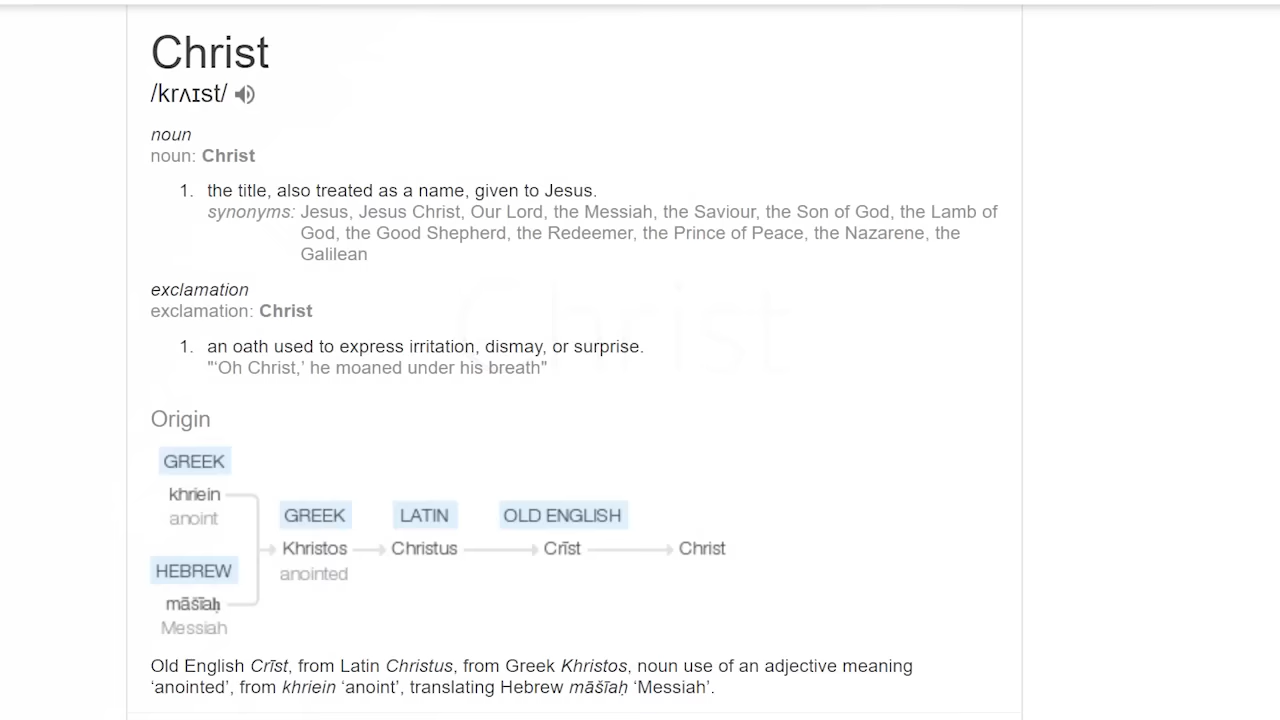 Christ
/krʌɪst/
noun
noun: Christ
1. the title, also treated as a name, given to Jesus.
synonyms: Jesus, Jesus Christ, Our Lord, the Messiah, the Saviour, the Son of God, the Lamb of
God, the Good Shepherd, the Redeemer, the Prince of Peace, the Nazarene, the
Galilean
exclamation
exclamation: Christ
Christ
1. an oath used to express irritation, dismay, or surprise.
"‘Oh Christ,’ he moaned under his breath"
Origin
GREEK
khriein
anoint
HEBREW
māšīaḥ
Messiah
GREEK
Khristos
anointed
LATIN
Christus
OLD ENGLISH
Crīst
Christ
Old English Crīst, from Latin Christus, from Greek Khristos, noun use of an adjective meaning
‘anointed’, from khriein ‘anoint’, translating Hebrew māšīaḥ ‘Messiah’.